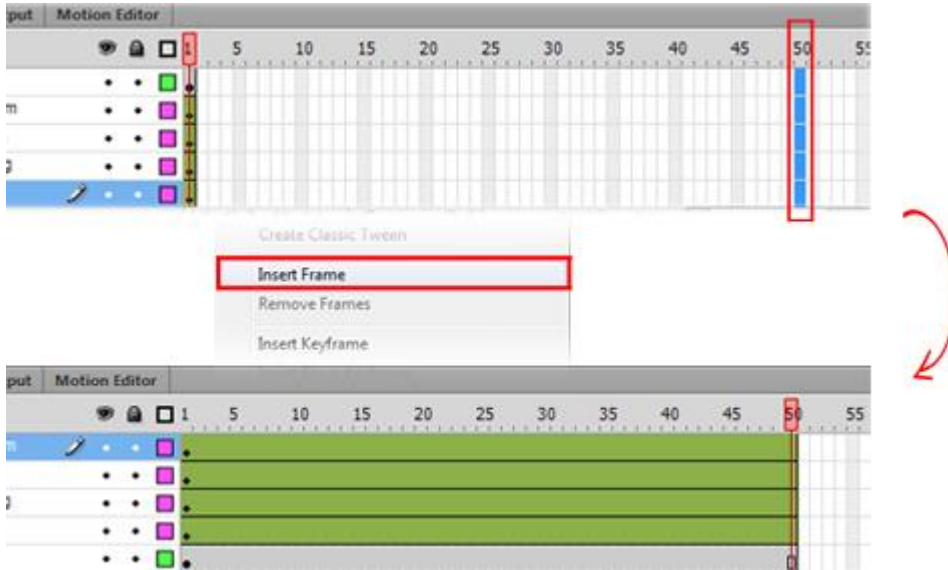 put Motion Editor
1 5 10 15 20 25 30 35 40 45 50 55
m
g
Create Classic Tween
Insert Frame
Remove Frames
Insert Keyframe
put Motion Editor
1 5 10 15 20 25 30 35 40 45 50 55
m
g